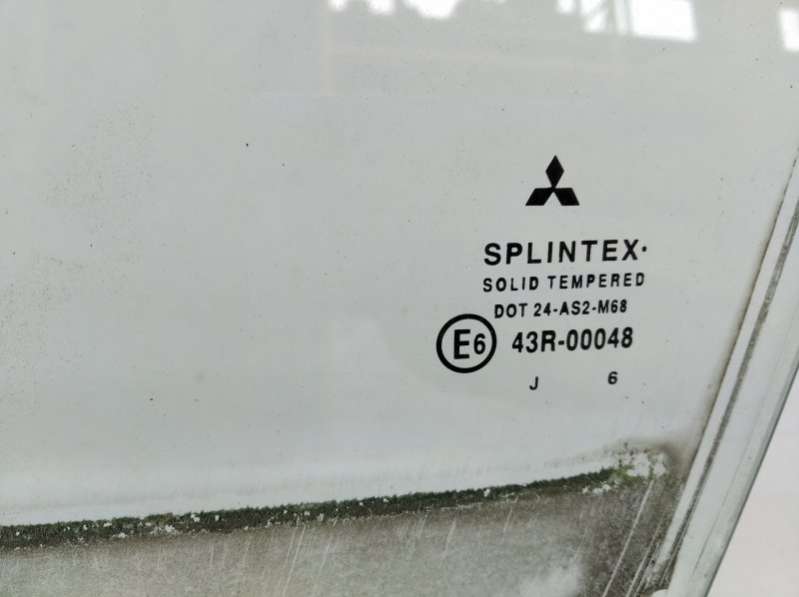 SPLINTEX·
SOLID TEMPERED
DOT 24-AS2-M68
E6 43R-00048
J 6